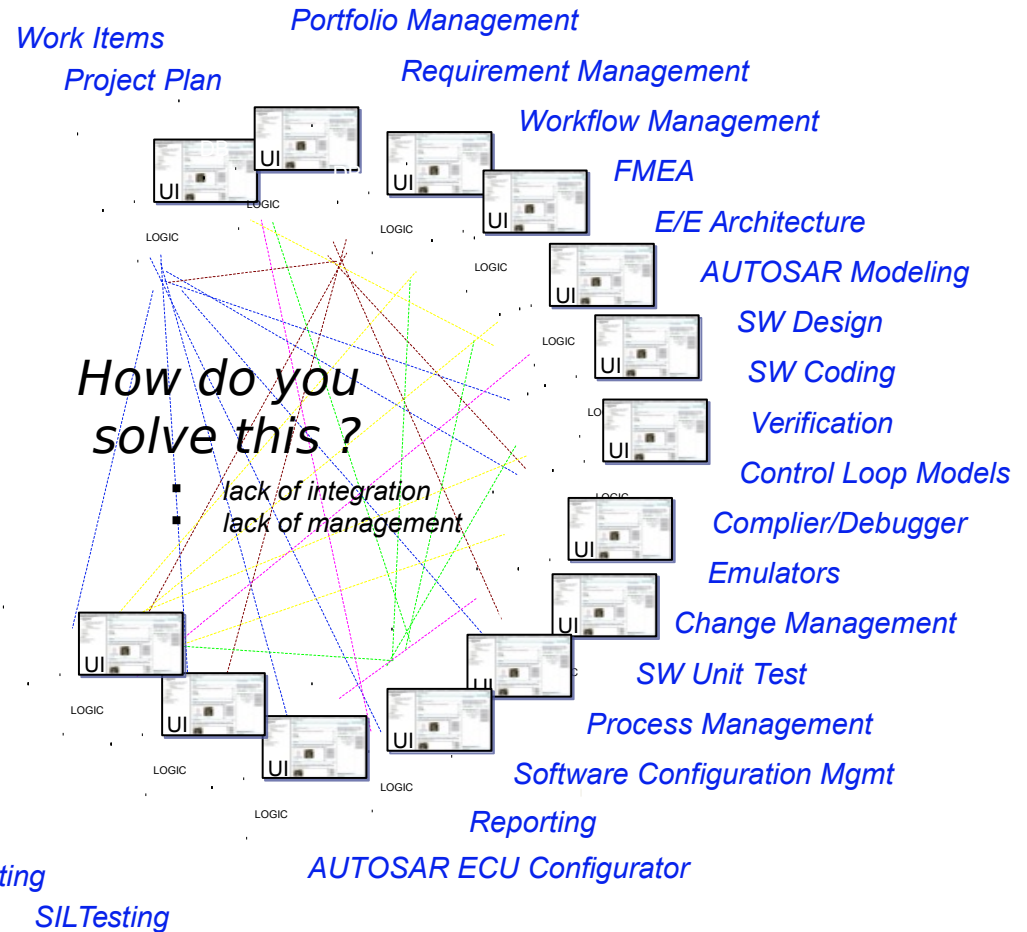 Portfolio Management
Work Items
Requirement Management
Project Plan
Workflow Management
UI
UI
UI
FMEA
UI
LOGIC
UI
E/E Architecture
LOGIC
LOGIC
LOGIC
AUTOSAR Modeling
UI
SW Design
LOGIC
UI
SW Coding
How do you
solve this ?
Verification
UI
Control Loop Models
▪ lack of integration
▪ lack of management
LOGIC
Complier/Debugger
UI
Emulators
UI
Change Management
UI
UI
SW Unit Test
LOGIC
UI
Process Management
UI
UI
LOGIC
Software Configuration Mgmt
LOGIC
LOGIC
Reporting
AUTOSAR ECU Configurator
ting
SILTesting